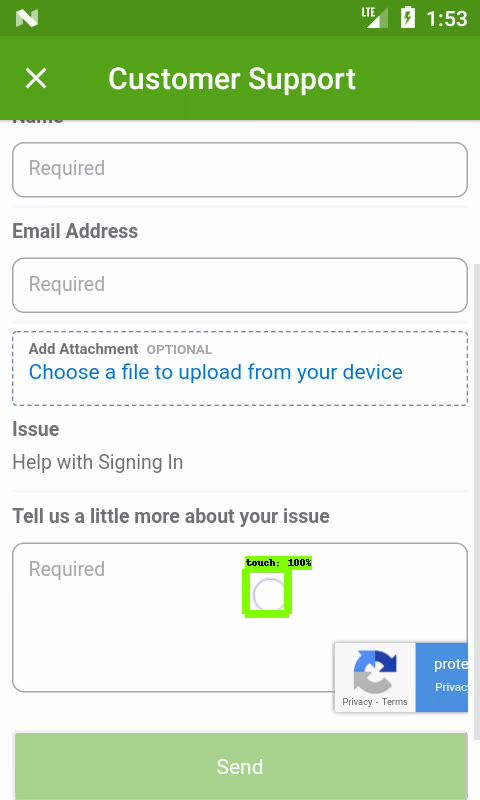 LTE 1:53
Customer Support
Name
Required
Email Address
Required
Add Attachment OPTIONAL
Choose a file to upload from your device
Issue
Help with Signing In
Tell us a little more about your issue
touch: 100%
Required
prote
Privac
Privacy - Terms
Send